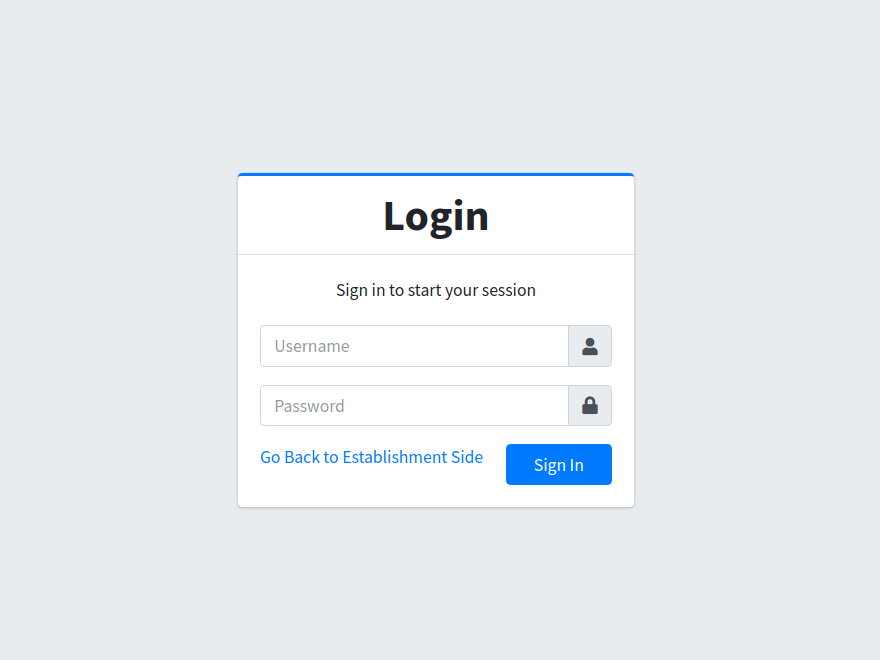 Login
Sign in to start your session
Username
Password
Go Back to Establishment Side
Sign In